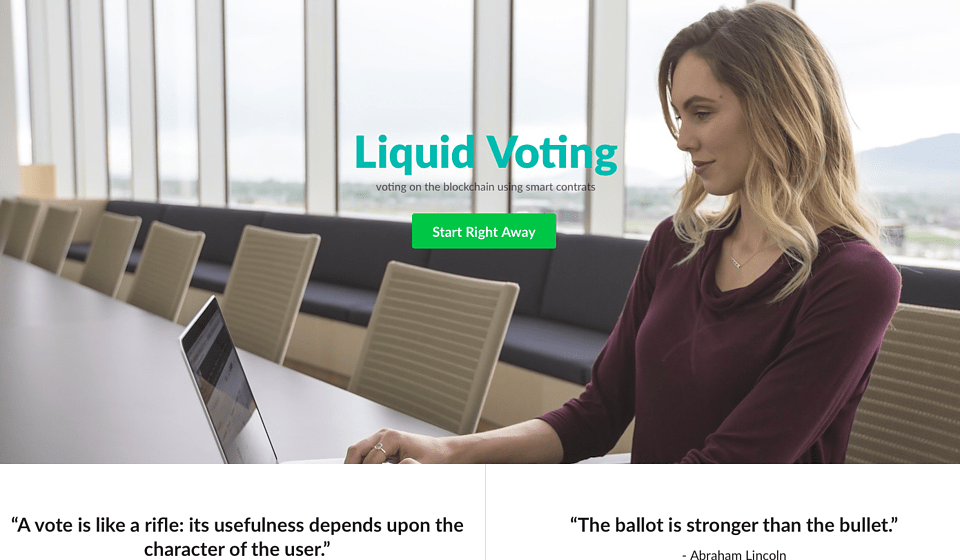 Liquid Voting
voting on the blockchain using smart contrats
Start Right Away
“A vote is like a rifle: its usefulness depends upon the
character of the user.”
“The ballot is stronger than the bullet.”
- Abraham Lincoln